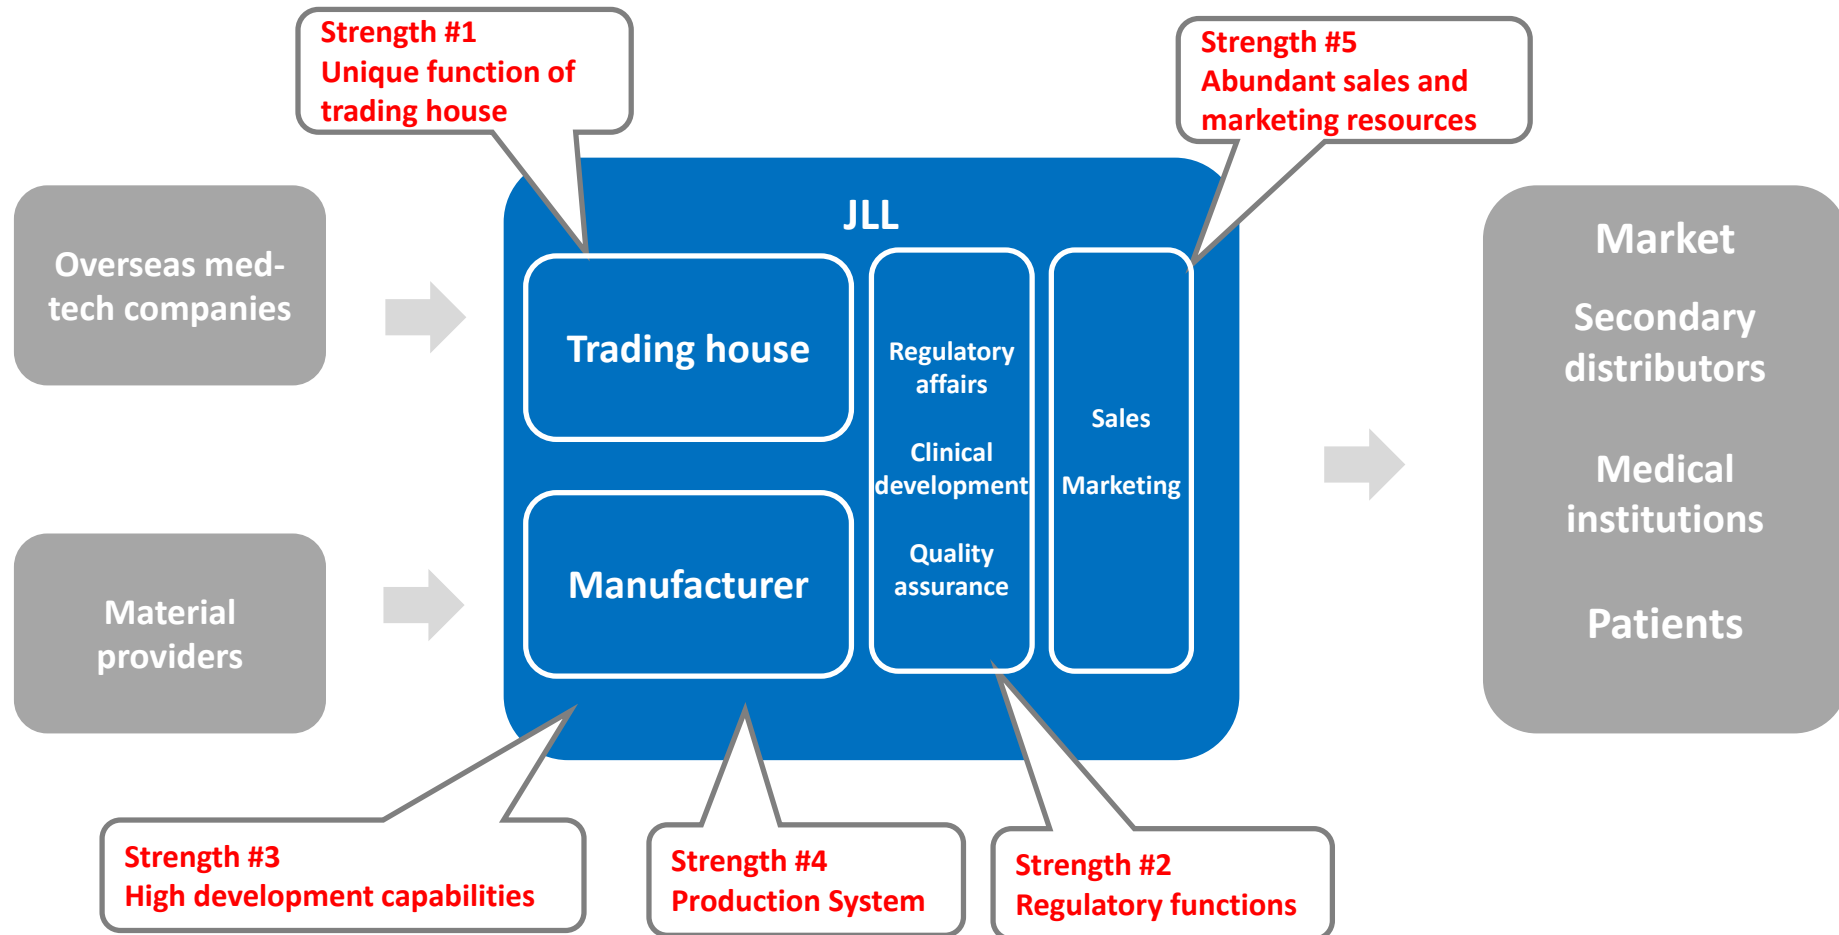 Strength #1
Unique function of
trading house
Strength #5
Abundant sales and
marketing resources
JLL
Overseas med-
tech companies
Trading house
Regulatory
affairs
Clinical
development
Quality
assurance
Sales
Marketing
Market
Secondary
distributors
Medical
institutions
Patients
Material
providers
Manufacturer
Strength #3
High development capabilities
Strength #4
Production System
Strength #2
Regulatory functions